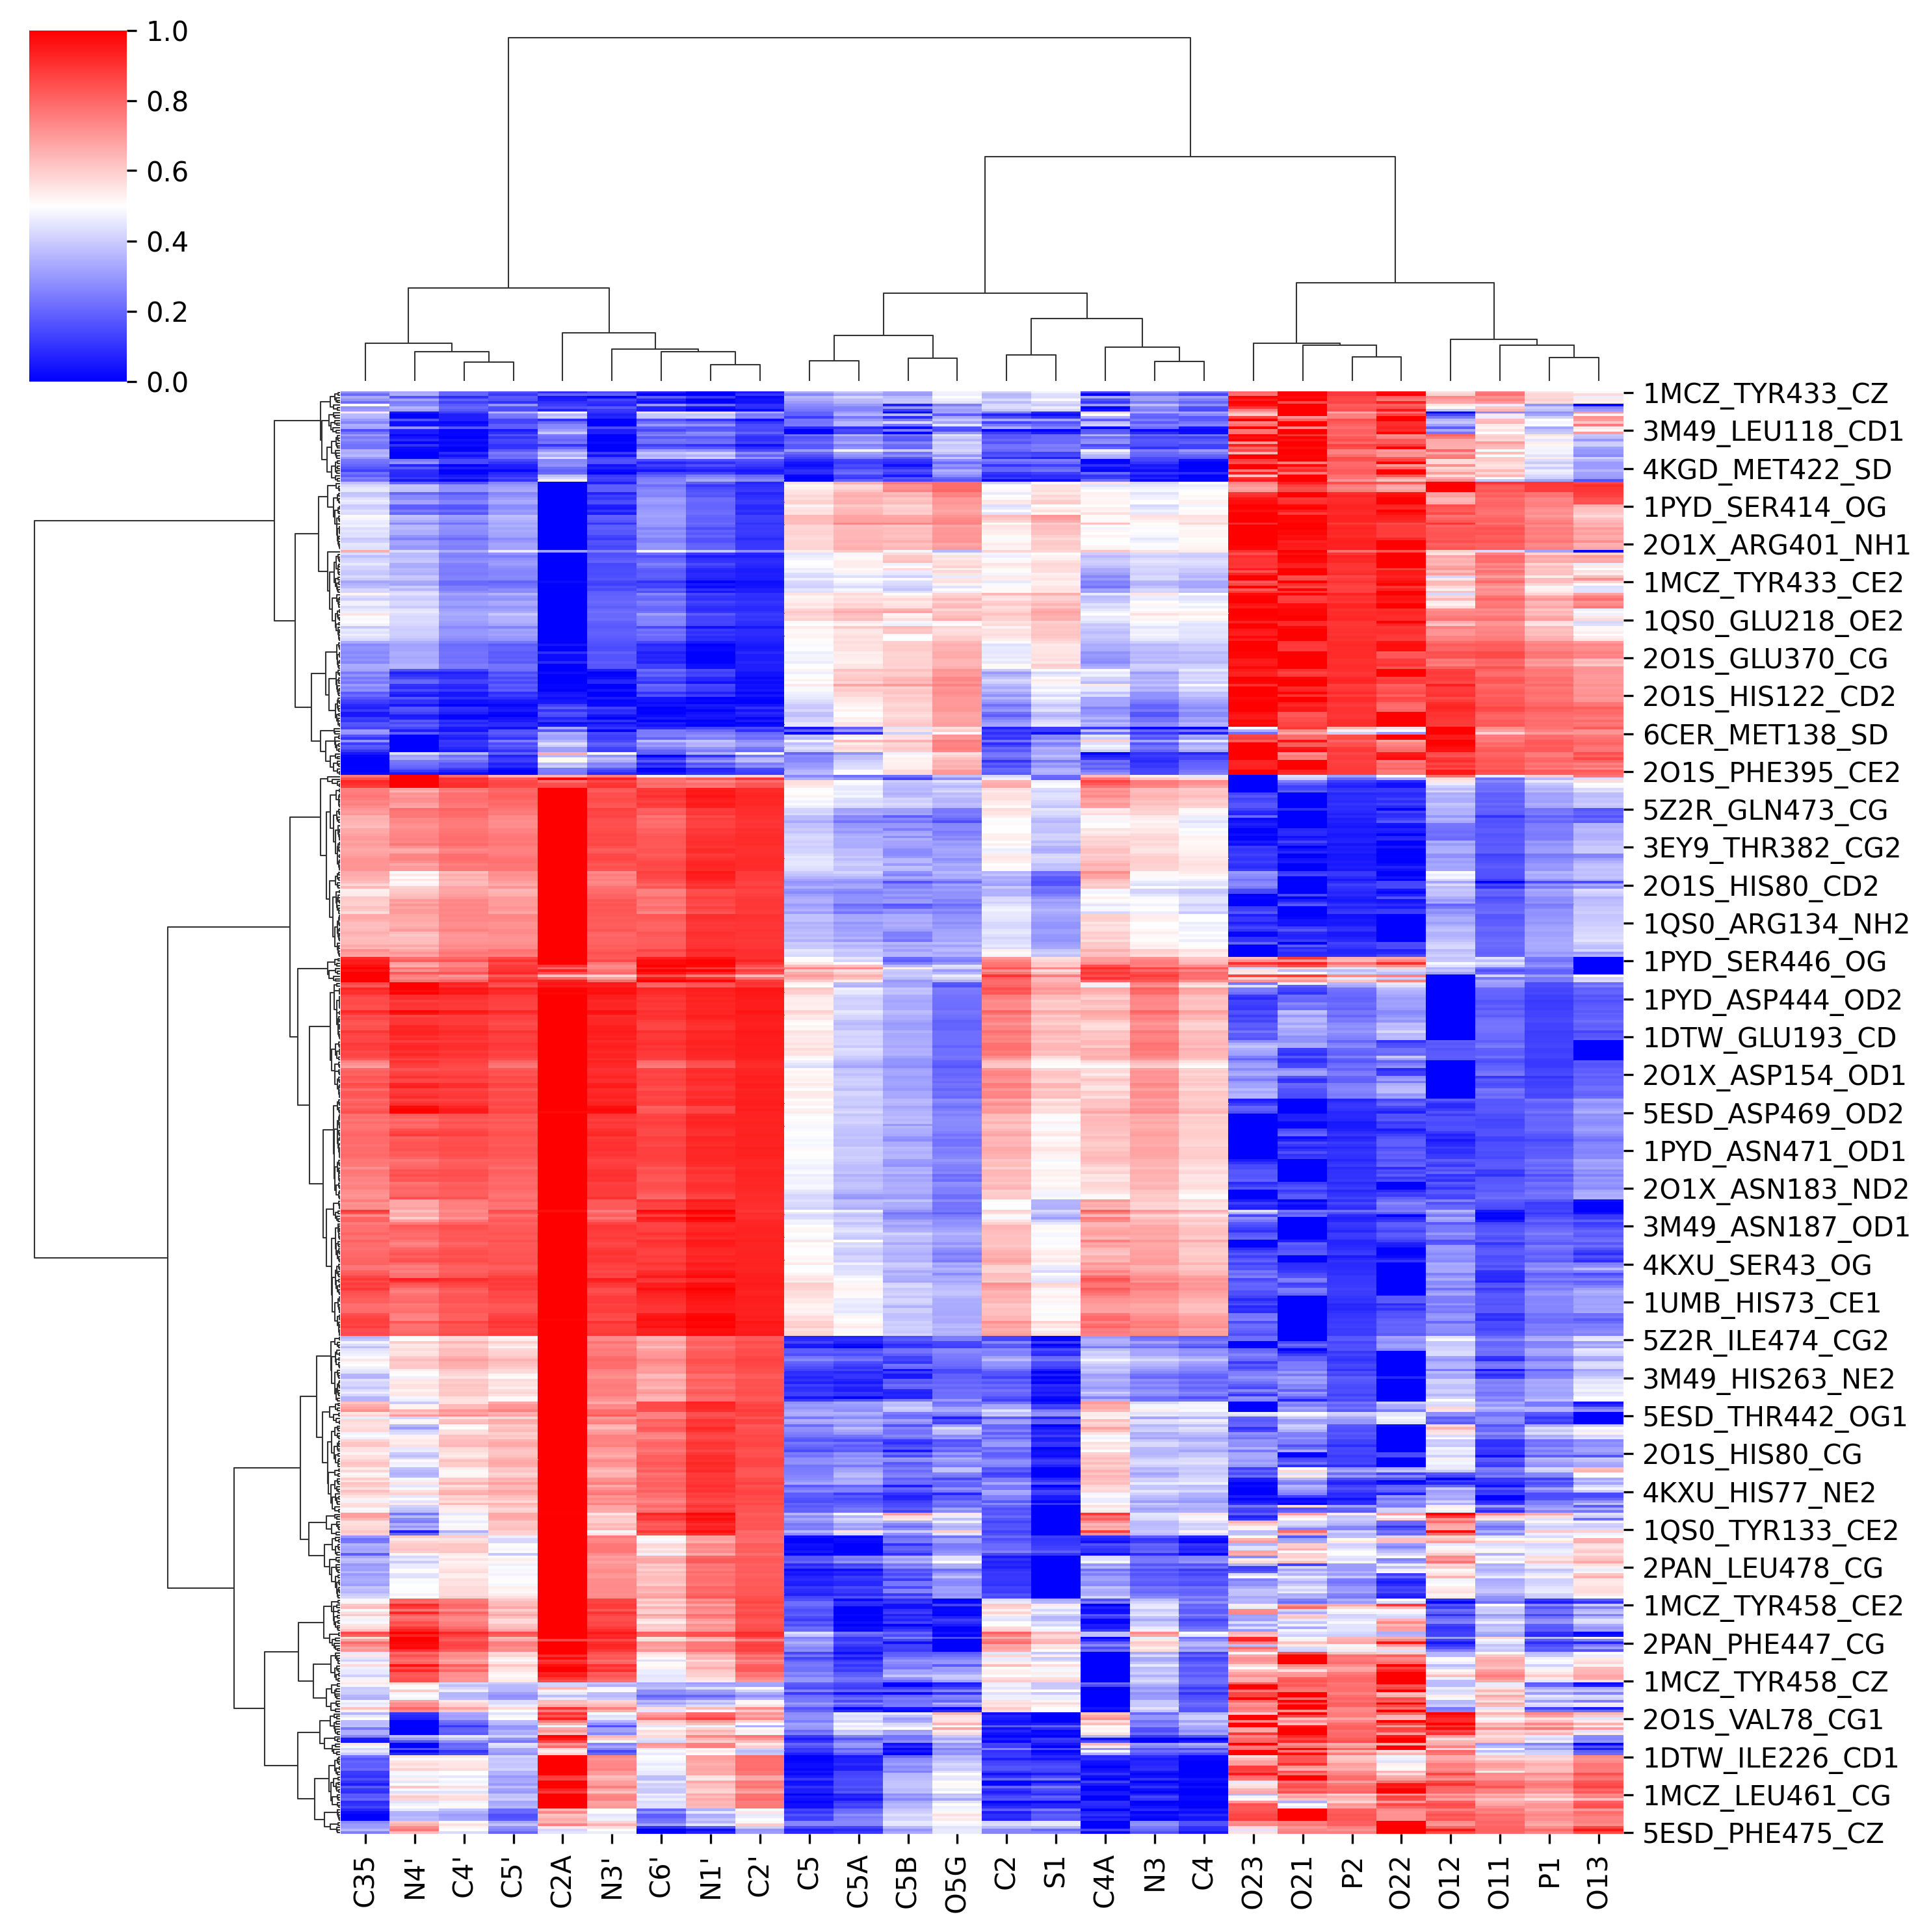 1.0
0.8
0.6
0.4
0.2
0.0
1MCZ_TYR433_CZ
3M49_LEU118_CD1
4KGD_MET422_SD
1PYD_SER414_OG
2O1X_ARG401_NH1
1MCZ_TYR433_CE2
1QS0_GLU218_OE2
2O1S_GLU370_CG
2O1S_HIS122_CD2
6CER_MET138_SD
2O1S_PHE395_CE2
5Z2R_GLN473_CG
3EY9_THR382_CG2
2O1S_HIS80_CD2
1QS0_ARG134_NH2
1PYD_SER446_OG
1PYD_ASP444_OD2
1DTW_GLU193_CD
2O1X_ASP154_OD1
5ESD_ASP469_OD2
1PYD_ASN471_OD1
2O1X_ASN183_ND2
3M49_ASN187_OD1
4KXU_SER43_OG
1UMB_HIS73_CE1
5Z2R_ILE474_CG2
3M49_HIS263_NE2
5ESD_THR442_OG1
2O1S_HIS80_CG
4KXU_HIS77_NE2
1QS0_TYR133_CE2
2PAN_LEU478_CG
1MCZ_TYR458_CE2
2PAN_PHE447_CG
1MCZ_TYR458_CZ
2O1S_VAL78_CG1
1DTW_ILE226_CD1
1MCZ_LEU461_CG
5ESD_PHE475_CZ
C35
N4'
C4'
C5'
C2A
N3'
C6'
N1'
C2'
C5
C5A
C5B
O5G
C2
S1
C4A
N3
C4
O23
O21
P2
O22
O12
O11
P1
O13